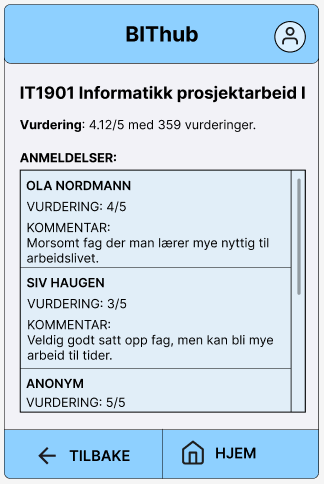 BIThub
IT1901 Informatikk prosjektarbeid I
Vurdering: 4.12/5 med 359 vurderinger.
ANMELDELSER:
OLA NORDMANN
VURDERING: 4/5
KOMMENTAR:
Morsomt fag der man lærer mye nyttig til
arbeidslivet.
SIV HAUGEN
VURDERING: 3/5
KOMMENTAR:
Veldig godt satt opp fag, men kan bli mye
arbeid til tider.
ANONYM
VURDERING: 5/5
TILBAKE
HJEM